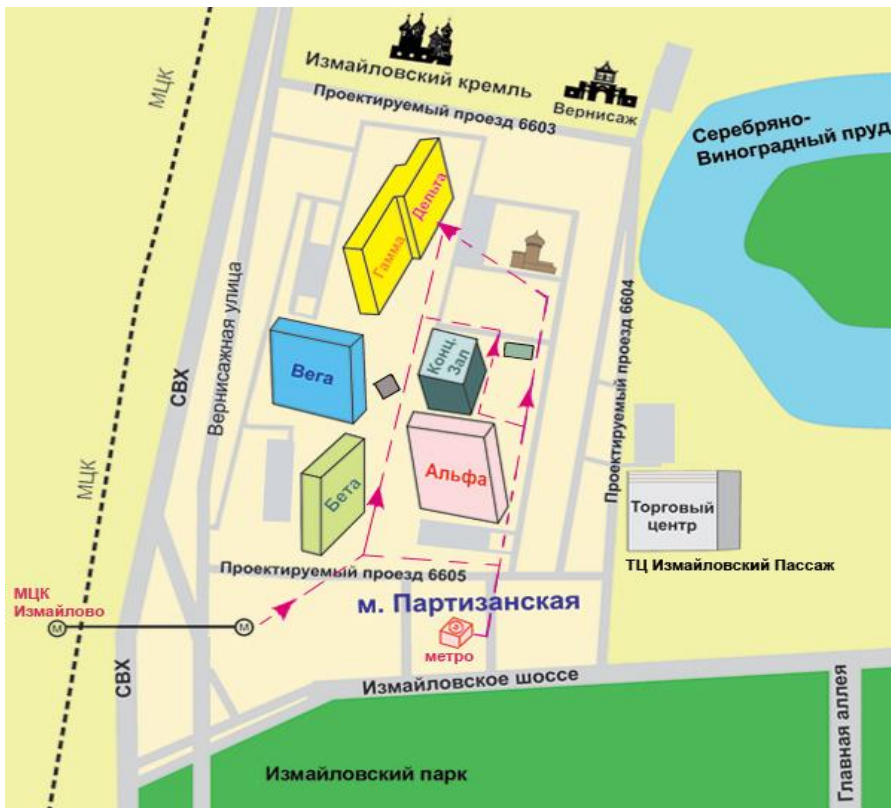 МЦК
Измайловский кремль
Вернисаж
Проектируемый проезд 6603
Серебряно-
Виноградный пруд
Дельта
Гамма
Проектируемый проезд 6604
Вернисажная улица
СВХ
Вега
Конц.
Зал
МЦК
Бета
Альфа
Торговый
центр
ТЦ Измайловский Пассаж
Проектируемый проезд 6605
МЦК
Измайлово
м. Партизанская
М
М
метро
СВХ
Измайловское шоссе
Главная аллея
Измайловский парк